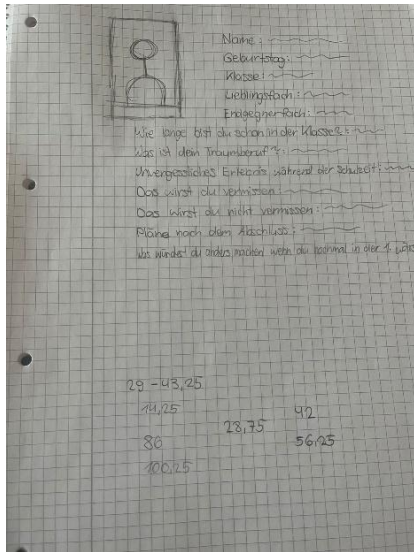 Name:
Geburtstag:
Klasse:
Lieblingsfach:
Endgegnerfach:
Wie lange bist du schon in der Klasse?:
Was ist dein Traumberuf?:
Unvergessliches Erlebnis während der Schulzeit:
Das wirst du vermissen:
Das wirst du nicht vermissen:
Pläne nach dem Abschluss:
Was würdest du anders machen wenn du nochmal in der 1.
29 - 43,25
14,25
42
28,75
80
56,25
100,25